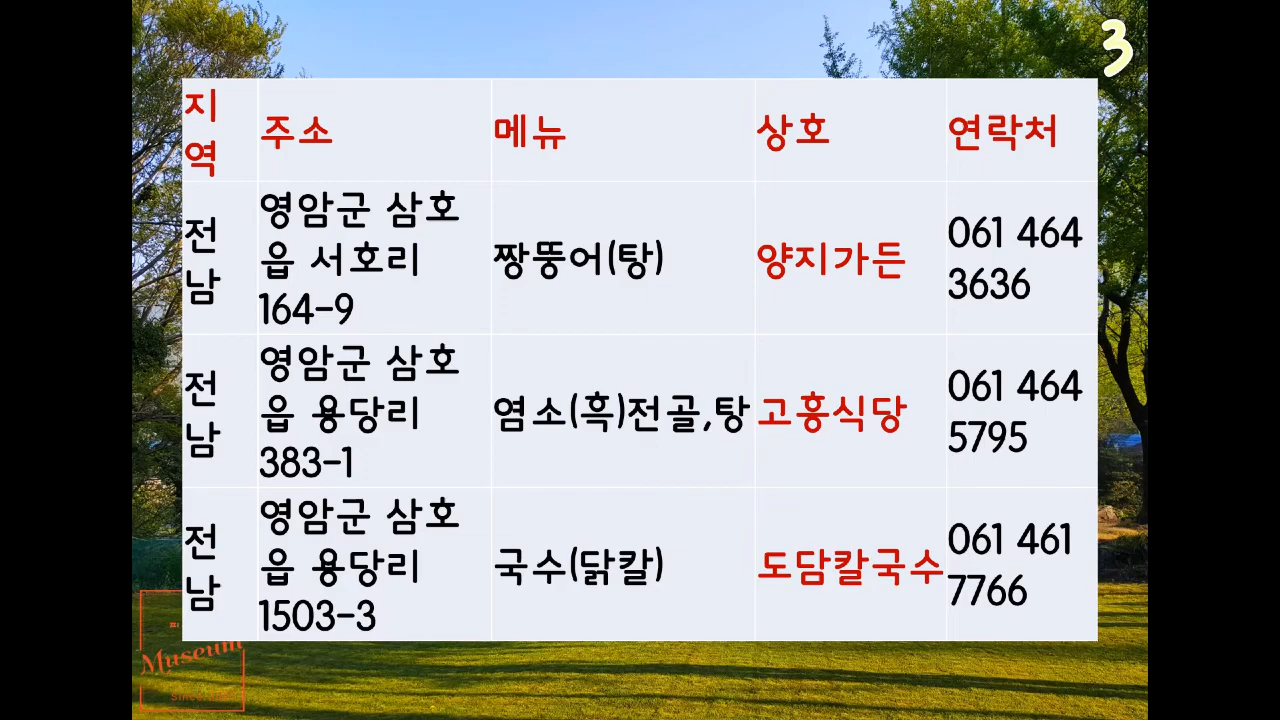 3
지역 주소 메뉴 상호 연락처
전남 영암군 삼호읍 서호리 164-9 짱뚱어(탕) 양지가든 061 464 3636
전남 영암군 삼호읍 용당리 383-1 염소(흑)전골,탕 고흥식당 061 464 5795
전남 영암군 삼호읍 용당리 1503-3 국수(닭칼) 도담칼국수 061 461 7766
Museum